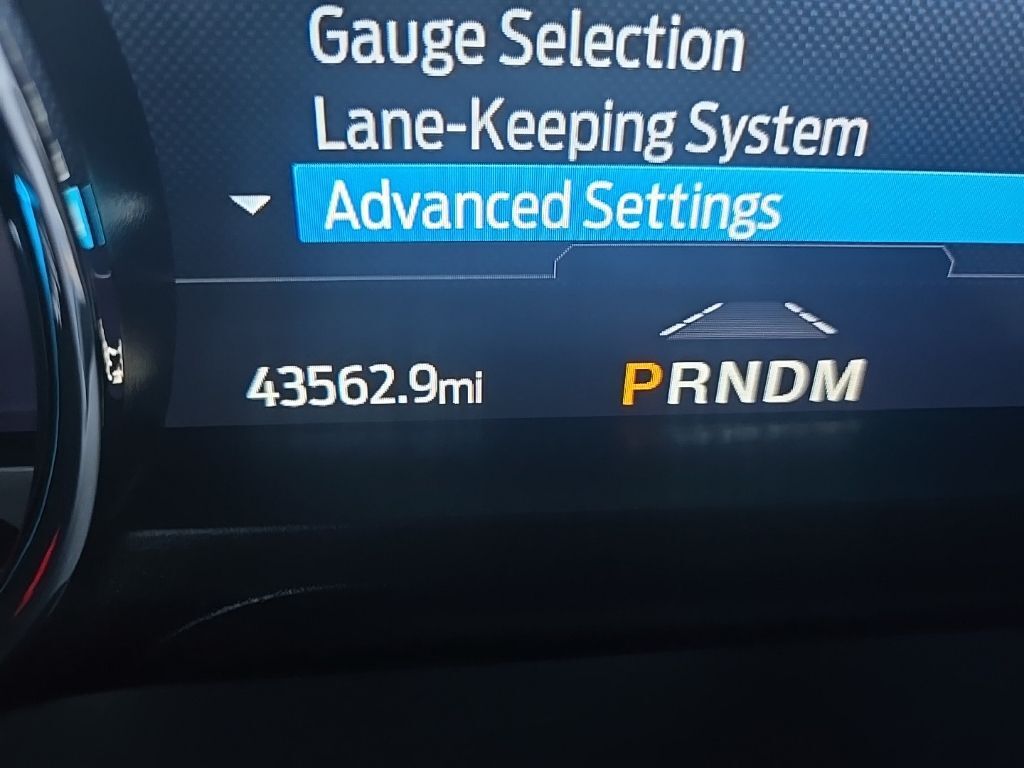 Gauge Selection
Lane-Keeping System
Advanced Settings
43562.9mi
PRNDM